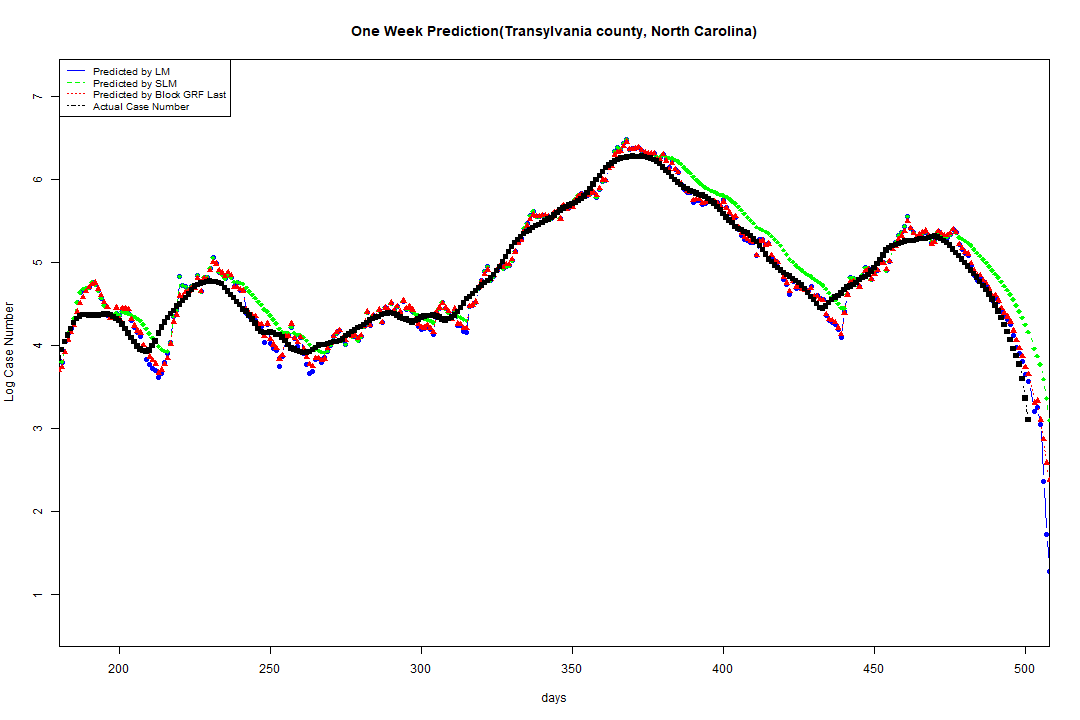 One Week Prediction(Transylvania county, North Carolina)
Predicted by LM
Predicted by SLM
Predicted by Block GRF Last
Actual Case Number
7
6
5
4
3
2
1
Log Case Number
200 250 300 350 400 450 500
days